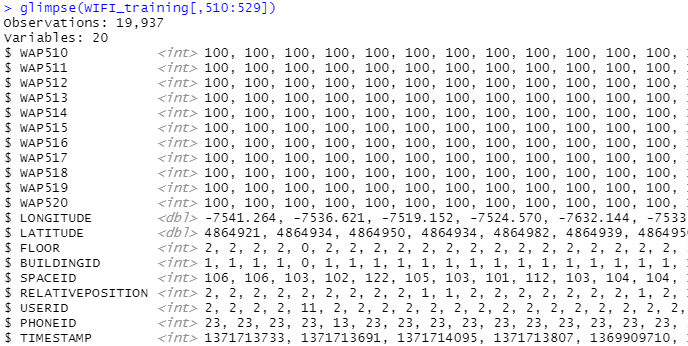 > glimpse(WIFI_training[,510:529])
Observations: 19,937
Variables: 20
$ WAP510 <int> 100, 100, 100, 100, 100, 100, 100, 100, 100, 100, 100, 100,
$ WAP511 <int> 100, 100, 100, 100, 100, 100, 100, 100, 100, 100, 100, 100,
$ WAP512 <int> 100, 100, 100, 100, 100, 100, 100, 100, 100, 100, 100, 100,
$ WAP513 <int> 100, 100, 100, 100, 100, 100, 100, 100, 100, 100, 100, 100,
$ WAP514 <int> 100, 100, 100, 100, 100, 100, 100, 100, 100, 100, 100, 100,
$ WAP515 <int> 100, 100, 100, 100, 100, 100, 100, 100, 100, 100, 100, 100,
$ WAP516 <int> 100, 100, 100, 100, 100, 100, 100, 100, 100, 100, 100, 100,
$ WAP517 <int> 100, 100, 100, 100, 100, 100, 100, 100, 100, 100, 100, 100,
$ WAP518 <int> 100, 100, 100, 100, 100, 100, 100, 100, 100, 100, 100, 100,
$ WAP519 <int> 100, 100, 100, 100, 100, 100, 100, 100, 100, 100, 100, 100,
$ WAP520 <int> 100, 100, 100, 100, 100, 100, 100, 100, 100, 100, 100, 100,
$ LONGITUDE <dbl> -7541.264, -7536.621, -7519.152, -7524.570, -7632.144, -7533
$ LATITUDE <dbl> 4864921, 4864934, 4864950, 4864934, 4864982, 4864939, 486495
$ FLOOR <int> 2, 2, 2, 2, 0, 2, 2, 2, 2, 2, 2, 2, 2, 2, 2, 2, 2, 2, 2, 2,
$ BUILDINGID <int> 1, 1, 1, 1, 0, 1, 1, 1, 1, 1, 1, 1, 1, 1, 1, 1, 1, 1, 1, 1,
$ SPACEID <int> 106, 106, 103, 102, 122, 105, 103, 101, 112, 103, 104, 104,
$ RELATIVEPOSITION <int> 2, 2, 2, 2, 2, 2, 2, 2, 1, 1, 2, 2, 2, 2, 2, 2, 2, 2, 1, 2,
$ USERID <int> 2, 2, 2, 2, 11, 2, 2, 2, 2, 2, 2, 2, 2, 2, 2, 2, 2, 2, 2, 2,
$ PHONEID <int> 23, 23, 23, 23, 13, 23, 23, 23, 23, 23, 23, 23, 23, 23, 23,
$ TIMESTAMP <int> 1371713733, 1371713691, 1371714095, 1371713807, 1369909710,